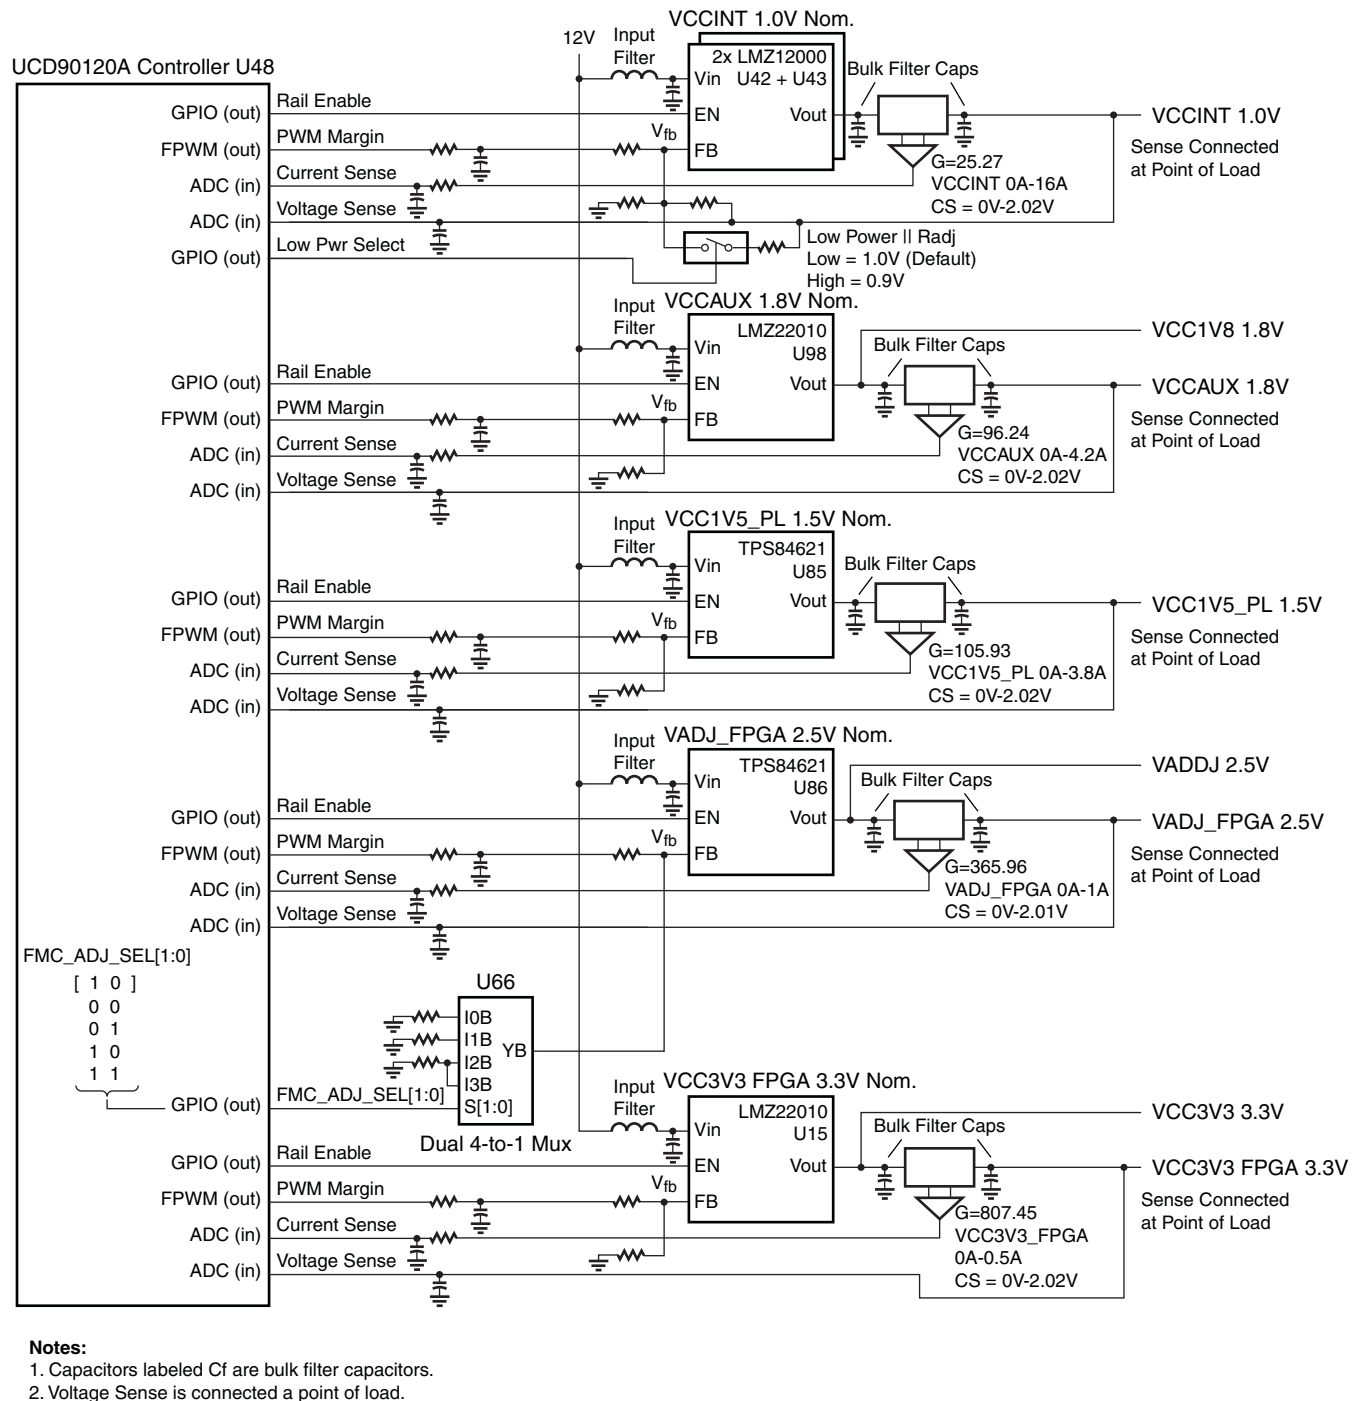 UCD90120A Controller U48
12V
Input
Filter
VCCINT 1.0V Nom.
2x LMZ12000
U42 + U43
Vin
EN
FB
Vout
Bulk Filter Caps
GPIO (out)
Rail Enable
FPWM (out)
PWM Margin
Vfb
ADC (in)
Current Sense
ADC (in)
Voltage Sense
GPIO (out)
Low Pwr Select
G=25.27
VCCINT 0A-16A
CS = 0V-2.02V
VCCINT 1.0V
Sense Connected
at Point of Load
Low Power || Radj
Low = 1.0V (Default)
High = 0.9V
Input
Filter
VCCAUX 1.8V Nom.
LMZ22010
U98
Vin
EN
FB
Vout
Bulk Filter Caps
GPIO (out)
Rail Enable
FPWM (out)
PWM Margin
Vfb
ADC (in)
Current Sense
ADC (in)
Voltage Sense
G=96.24
VCCAUX 0A-4.2A
CS = 0V-2.02V
VCC1V8 1.8V
VCCAUX 1.8V
Sense Connected
at Point of Load
Input
Filter
VCC1V5_PL 1.5V Nom.
TPS84621
U85
Vin
EN
FB
Vout
Bulk Filter Caps
GPIO (out)
Rail Enable
FPWM (out)
PWM Margin
Vfb
ADC (in)
Current Sense
ADC (in)
Voltage Sense
G=105.93
VCC1V5_PL 0A-3.8A
CS = 0V-2.02V
VCC1V5_PL 1.5V
Sense Connected
at Point of Load
Input
Filter
VADJ_FPGA 2.5V Nom.
TPS84621
U86
Vin
EN
FB
Vout
Bulk Filter Caps
GPIO (out)
Rail Enable
FPWM (out)
PWM Margin
Vfb
ADC (in)
Current Sense
ADC (in)
Voltage Sense
G=365.96
VADJ_FPGA 0A-1A
CS = 0V-2.01V
VADDJ 2.5V
VADJ_FPGA 2.5V
Sense Connected
at Point of Load
FMC_ADJ_SEL[1:0]
[ 1 0 ]
0 0
0 1
1 0
1 1
GPIO (out)
FMC_ADJ_SEL[1:0]
U66
I0B
I1B
I2B
I3B
S[1:0]
YB
Dual 4-to-1 Mux
Input
Filter
VCC3V3 FPGA 3.3V Nom.
LMZ22010
U15
Vin
EN
FB
Vout
Bulk Filter Caps
GPIO (out)
Rail Enable
FPWM (out)
PWM Margin
Vfb
ADC (in)
Current Sense
ADC (in)
Voltage Sense
G=807.45
VCC3V3_FPGA
0A-0.5A
CS = 0V-2.02V
VCC3V3 3.3V
VCC3V3 FPGA 3.3V
Sense Connected
at Point of Load
Notes:
1. Capacitors labeled Cf are bulk filter capacitors.
2. Voltage Sense is connected a point of load.